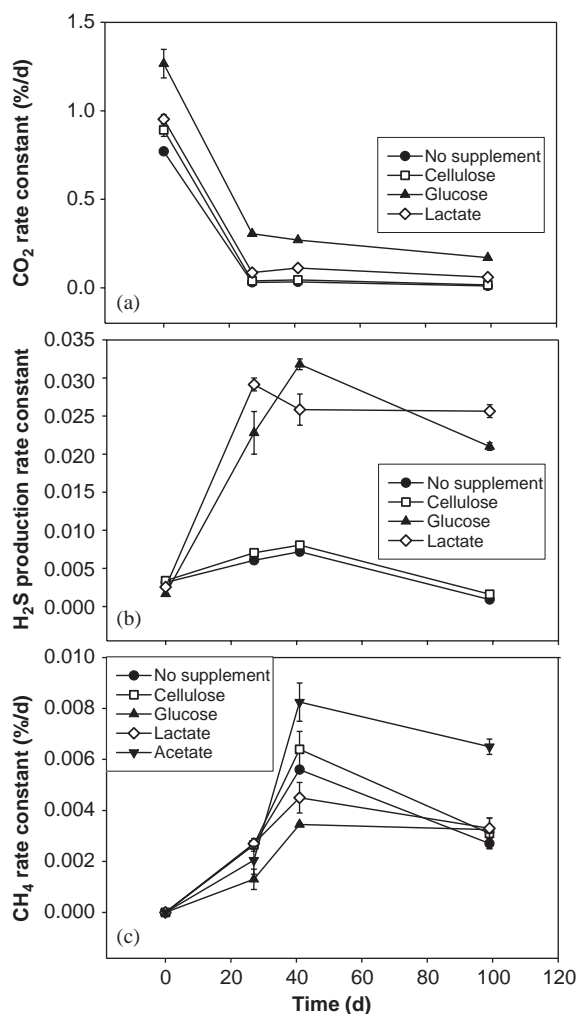 1.5
1.0
0.5
0.0
CO₂ rate constant (%/d)
No supplement
Cellulose
Glucose
Lactate
(a)
0.040
0.035
0.030
0.025
0.020
0.015
0.010
0.005
0.000
H₂S production rate constant
No supplement
Cellulose
Glucose
Lactate
(b)
0.010
0.008
0.006
0.004
0.002
0.000
CH₄ rate constant (%/d)
No supplement
Cellulose
Glucose
Lactate
Acetate
(c)
0 20 40 60 80 100 120
Time (d)